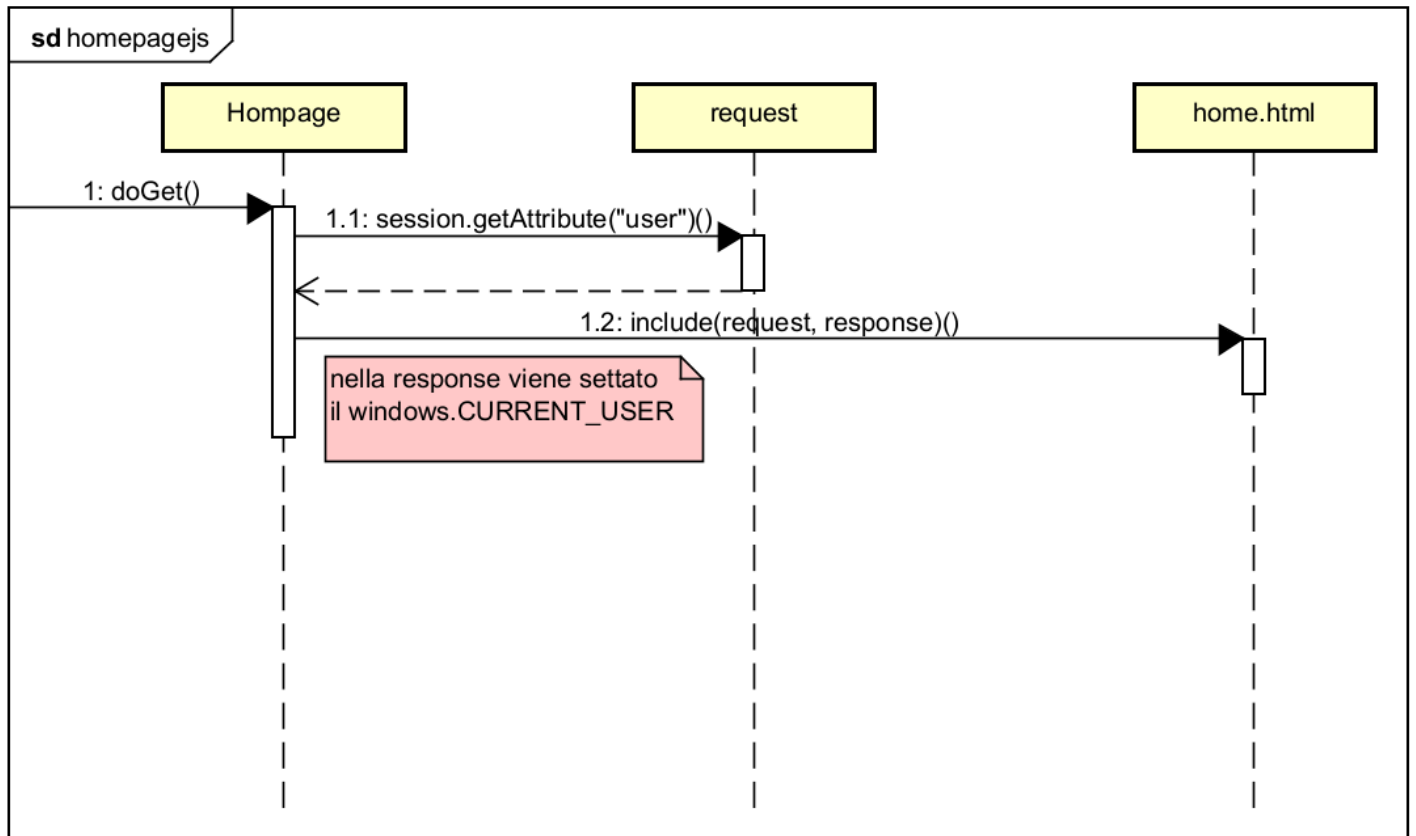 sd homepagejs
Hompage
request
home.html
1: doGet()
1.1: session.getAttribute("user")()
1.2: include(request, response)()
nella response viene settato
il windows.CURRENT_USER